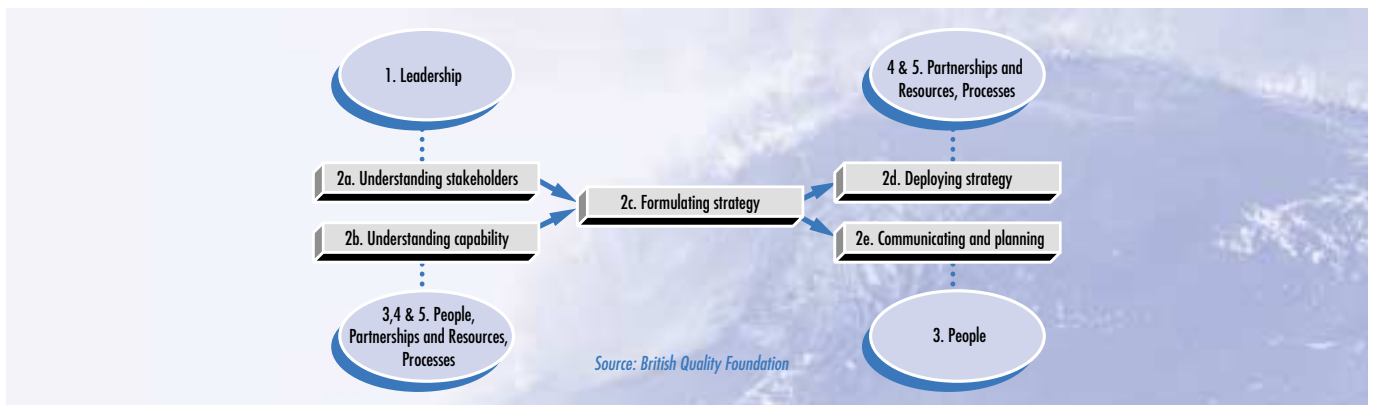 1. Leadership
4 & 5. Partnerships and
Resources, Processes
2a. Understanding stakeholders
2d. Deploying strategy
2c. Formulating strategy
2b. Understanding capability
2e. Communicating and planning
3,4 & 5. People,
Partnerships and Resources,
Processes
3. People
Source: British Quality Foundation